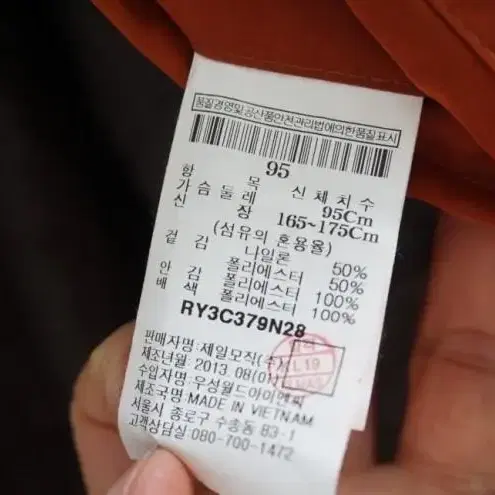 품질경영및공산품안전관리법에의한품질표시
95
항 목 신 체 치 수
가 슴 둘 레 95Cm
신 장 165~175Cm
(섬유의 혼용율)
겉 감 나일론 50%
폴리에스터 50%
안 감 폴리에스터 100%
배 색 폴리에스터 100%
RY3C379N28
판매자명:제일모직(주)
제조년월:2013.08(01)
수입자명:우성월드아이앤씨
제조국명:MADE IN VIETNAM
서울시 종로구 수송동 83-1
고객상담실:080-700-1472